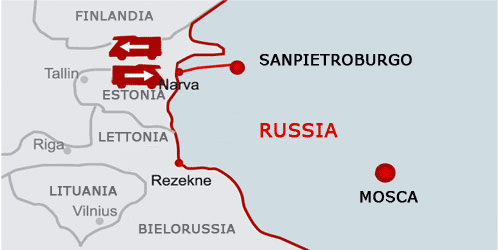 FINLANDIA
Tallin
Narva
SANPIETROBURGO
ESTONIA
RUSSIA
LETTONIA
Riga
Rezekne
LITUANIA
MOSCA
Vilnius
BIELORUSSIA